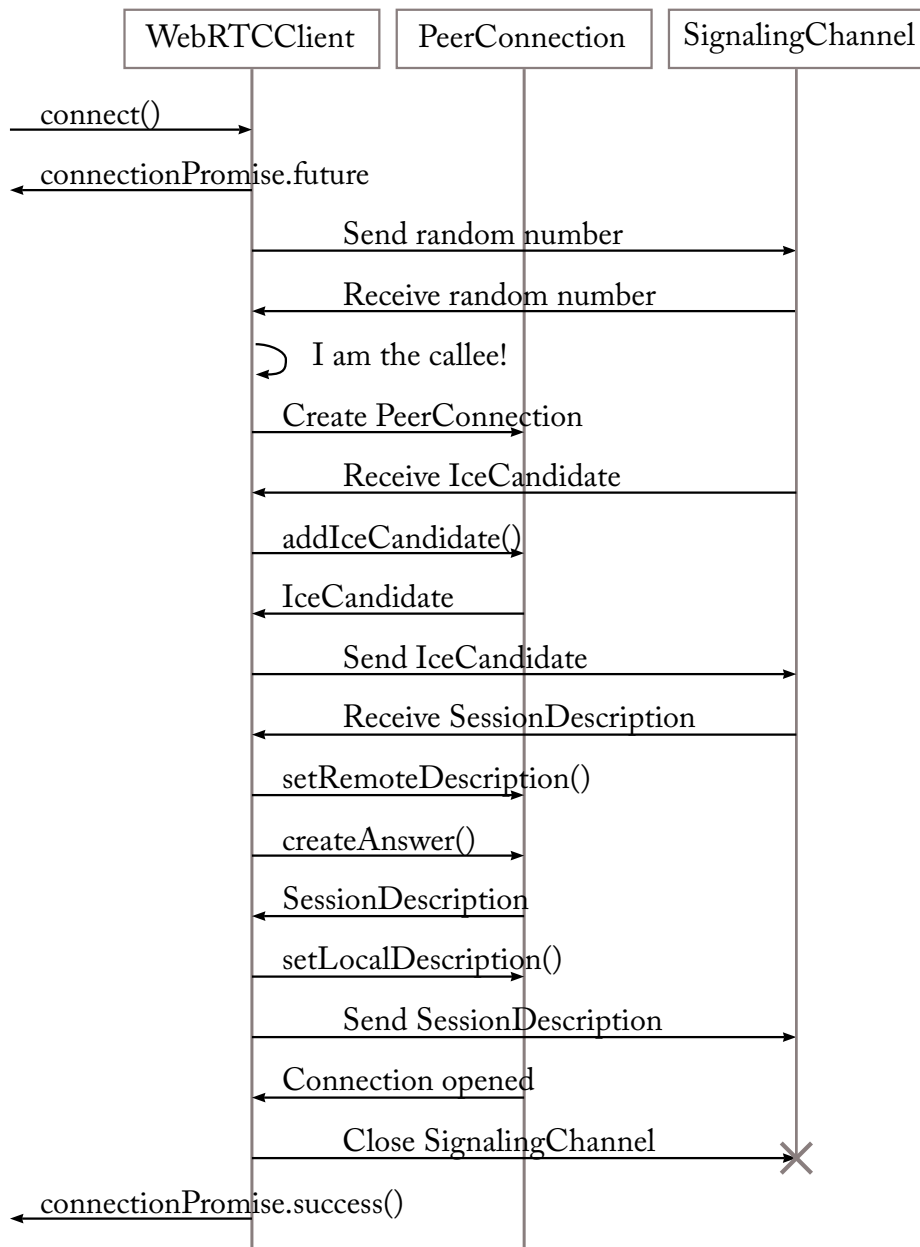 WebRTCClient
PeerConnection
SignalingChannel
connect()
connectionPromise.future
Send random number
Receive random number
I am the callee!
Create PeerConnection
Receive IceCandidate
addIceCandidate()
IceCandidate
Send IceCandidate
Receive SessionDescription
setRemoteDescription()
createAnswer()
SessionDescription
setLocalDescription()
Send SessionDescription
Connection opened
Close SignalingChannel
connectionPromise.success()